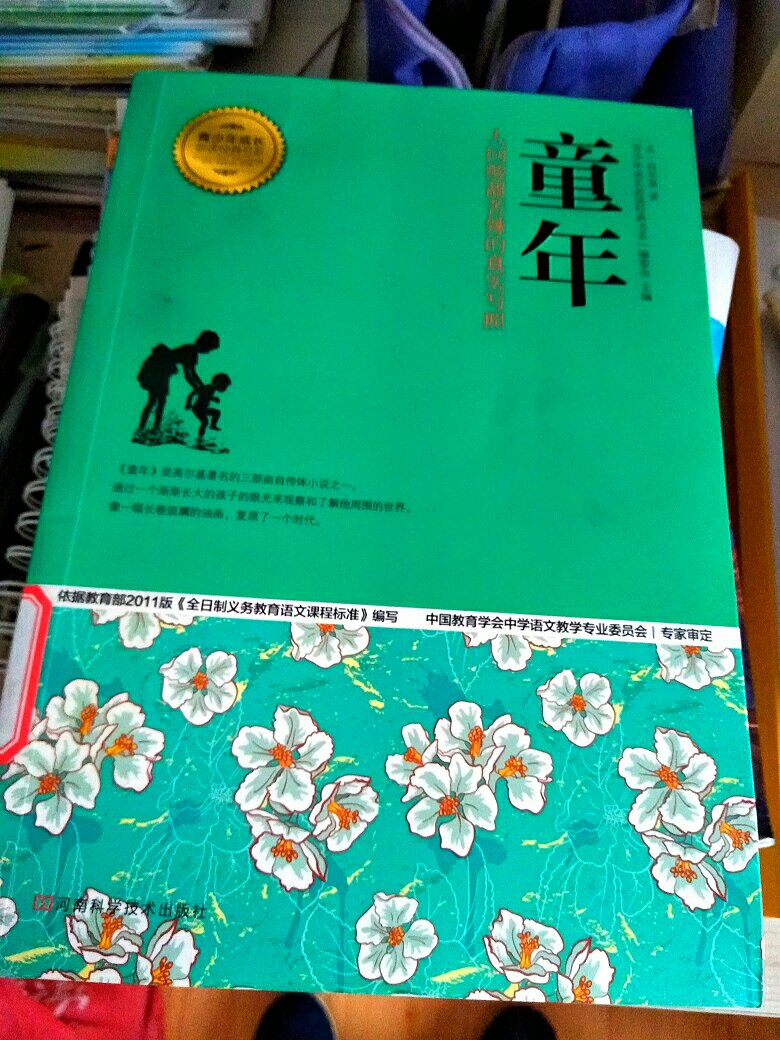 青少年成长
童年
《童年》是高尔基著名的三部曲自传体小说之一。
通过一个渐渐长大的孩子的眼光来观察和了解他周围的世界，
像一幅长卷斑斓的油画，复原了一个时代。
依据教育部2011版《全日制义务教育语文课程标准》编写 中国教育学会中学语文教学专业委员会｜专家审定
河南科学技术出版社